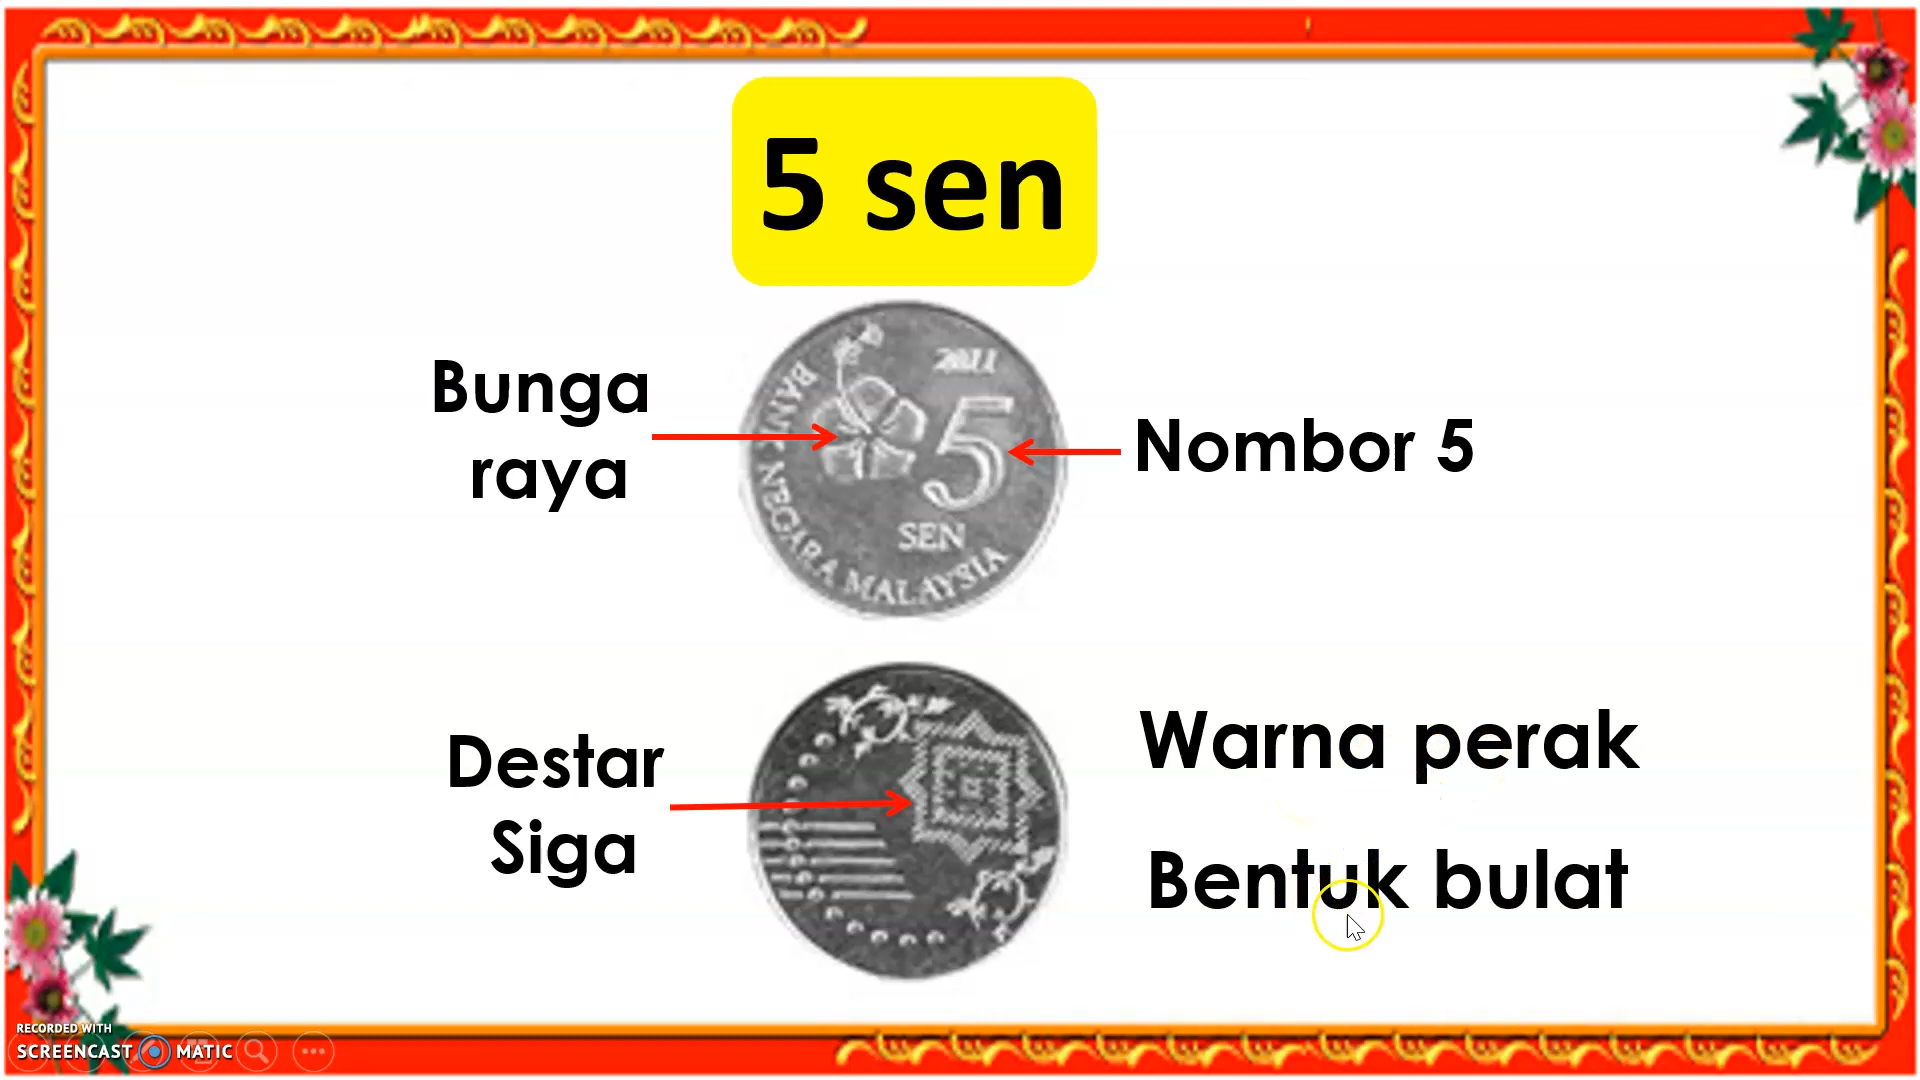 5 sen
Bunga
raya
2011
5
SEN
BANK NEGARA MALAYSIA
Nombor 5
Destar
Siga
Warna perak
Bentuk bulat
RECORDED WITH
SCREENCAST MATIC